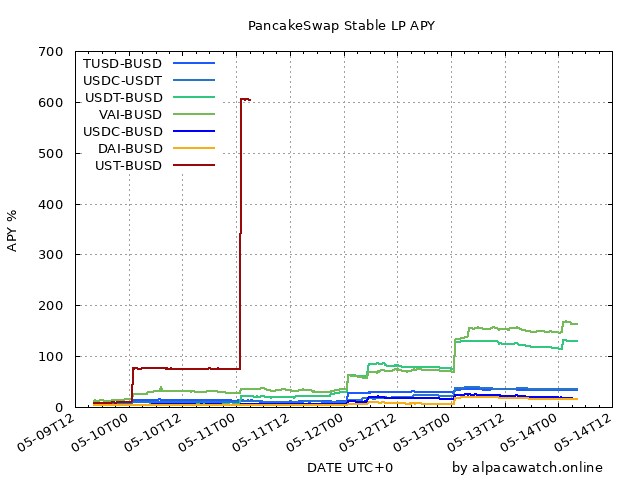 PancakeSwap Stable LP APY
700
600
500
400
300
200
100
0
APY %
TUSD-BUSD
USDC-USDT
USDT-BUSD
VAI-BUSD
USDC-BUSD
DAI-BUSD
UST-BUSD
05-09T12
05-10T00
05-10T12
05-11T00
05-11T12
05-12T00
05-12T12
05-13T00
05-13T12
05-14T00
05-14T12
DATE UTC+0
by alpacawatch.online